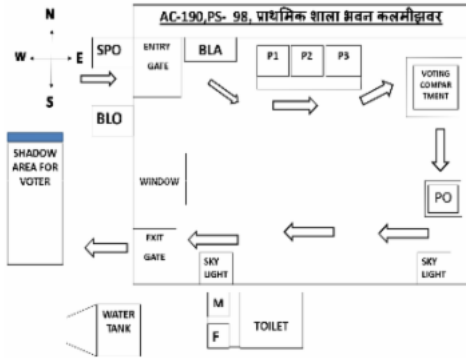 AC-190,PS- 98, प्राथमिक शाला भवन कलमीझवर
N
W E
S
SPO
ENTRY
GATE
BLA
P1 P2 P3
VOTING
COMPAR
TMENT
BLO
SHADOW
AREA FOR
VOTER
WINDOW
PO
EXIT
GATE
SKY
LIGHT
SKY
LIGHT
WATER
TANK
M
F
TOILET